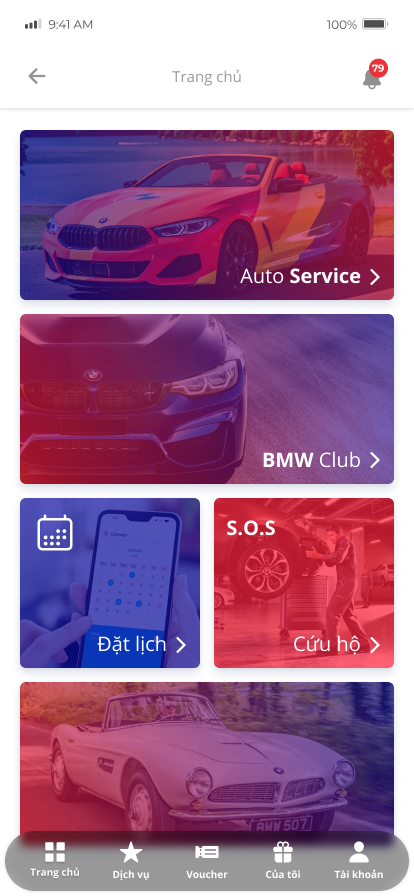 9:41 AM
100%
Trang chủ
79
Auto Service
BMW Club
Đặt lịch
S.O.S
Cứu hộ
BMW 507
Trang chủ
Dịch vụ
Voucher
Của tôi
Tài khoản